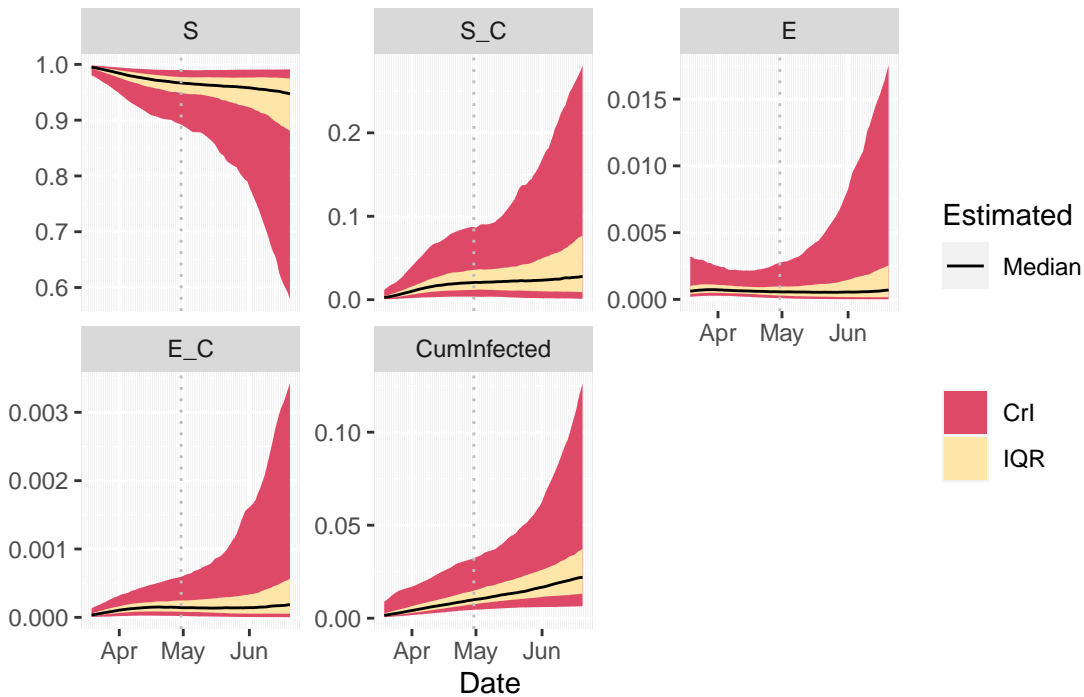 S
S_C
E
1.0
0.9
0.8
0.7
0.6
0.2
0.1
0.0
0.015
0.010
0.005
0.000
Apr May Jun
Estimated
Median
E_C
CumInfected
0.003
0.002
0.001
0.000
0.10
0.05
0.00
Apr May Jun
Apr May Jun
Date
CrI
IQR